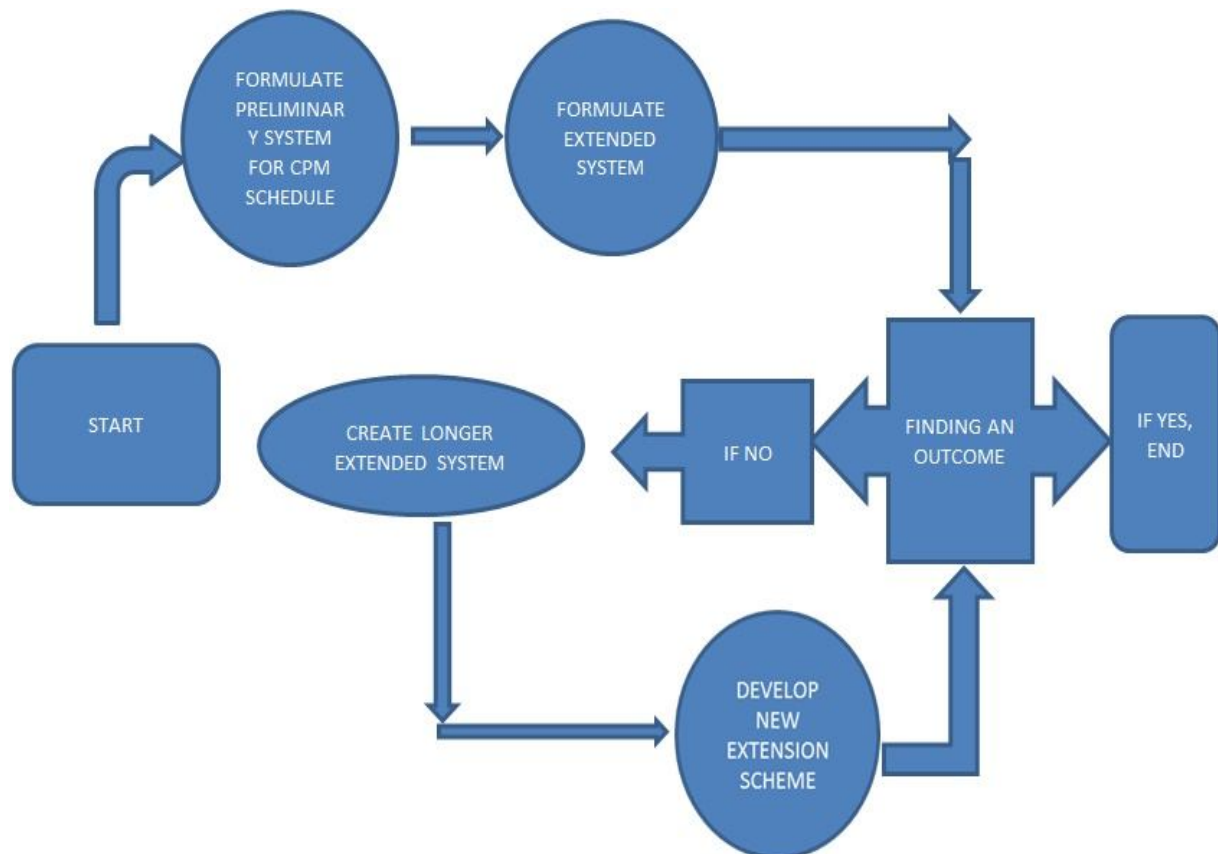 FORMULATE
PRELIMINAR
Y SYSTEM
FOR CPM
SCHEDULE
FORMULATE
EXTENDED
SYSTEM
START
CREATE LONGER
EXTENDED SYSTEM
IF NO
FINDING AN
OUTCOME
IF YES,
END
DEVELOP
NEW
EXTENSION
SCHEME